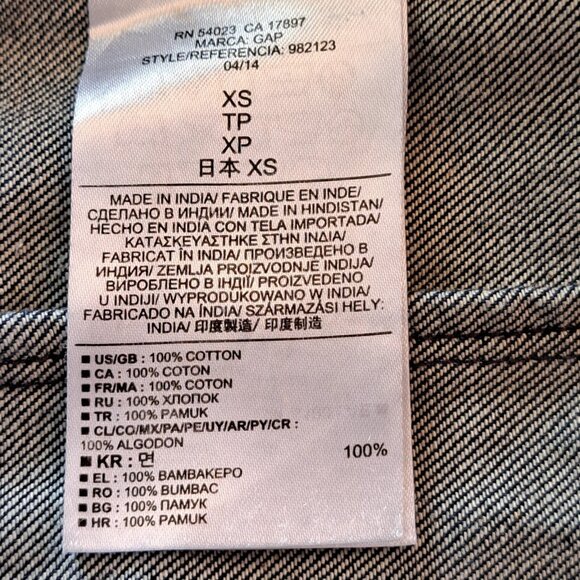 RN 54023 CA 17897
MARCA: GAP
STYLE/REFERENCIA: 982123
04/14
XS
TP
XP
日本 XS
MADE IN INDIA/ FABRIQUE EN INDE/
СДЕЛАНО В ИНДИИ/ MADE IN HINDISTAN/
HECHO EN INDIA CON TELA IMPORTADA/
ΚΑΤΑΣΚΕΥΑΣΤΗΚΕ ΣΤΗΝ ΙΝΔΙΑ/
FABRICAT ÎN INDIA/ ПРОИЗВЕДЕНО В
ИНДИЯ/ ZEMLJA PROIZVODNJE INDIJA/
ВИРОБЛЕНО В ІНДІЇ/ PROIZVEDENO
U INDIJI/ WYPRODUKOWANO W INDIA/
FABRICADO NA ÍNDIA/ SZÁRMAZÁSI HELY:
INDIA/ 印度製造/ 印度制造
US/GB : 100% COTTON
CA : 100% COTON
FR/MA : 100% COTON
RU : 100% ХЛОПОК
TR : 100% PAMUK
CL/CO/MX/PA/PE/UY/AR/PY/CR :
100% ALGODON
KR : 면 100%
EL : 100% ΒΑΜΒΑΚΕΡΟ
RO : 100% BUMBAC
BG : 100% ПАМУК
HR : 100% PAMUK